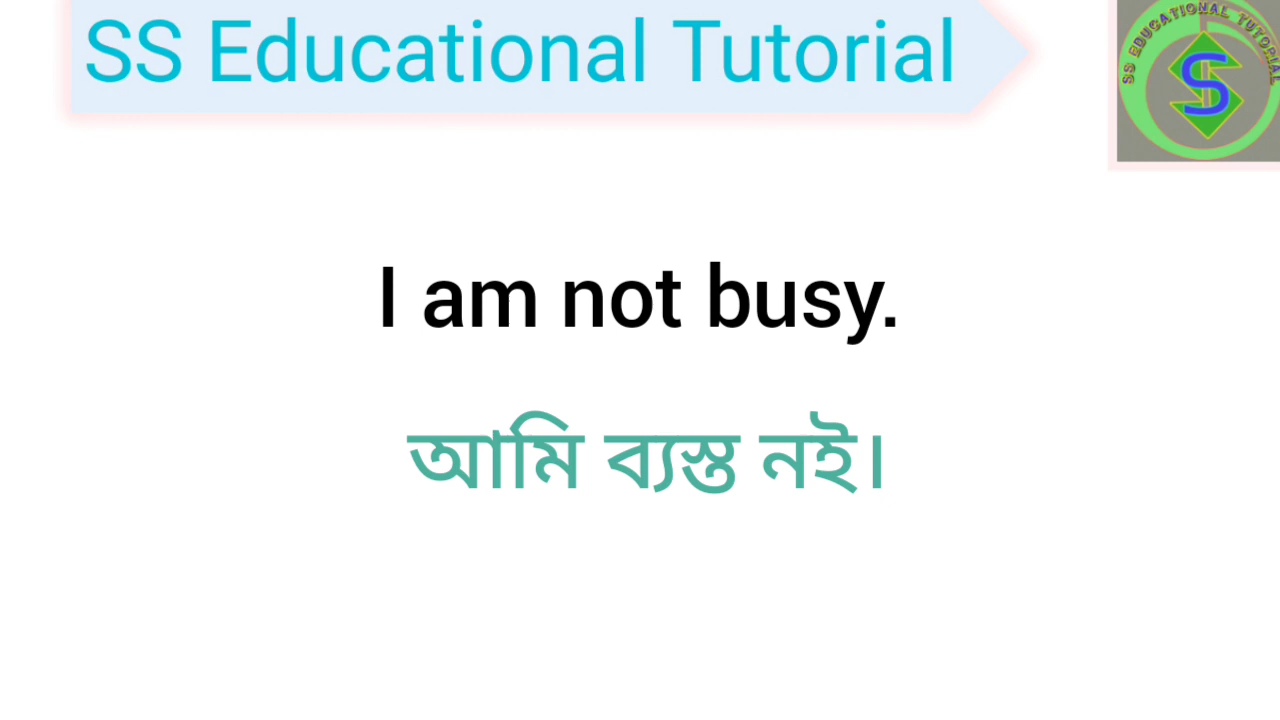 SS Educational Tutorial
SS EDUCATIONAL TUTORIAL
S
I am not busy.
আমি ব্যস্ত নই।